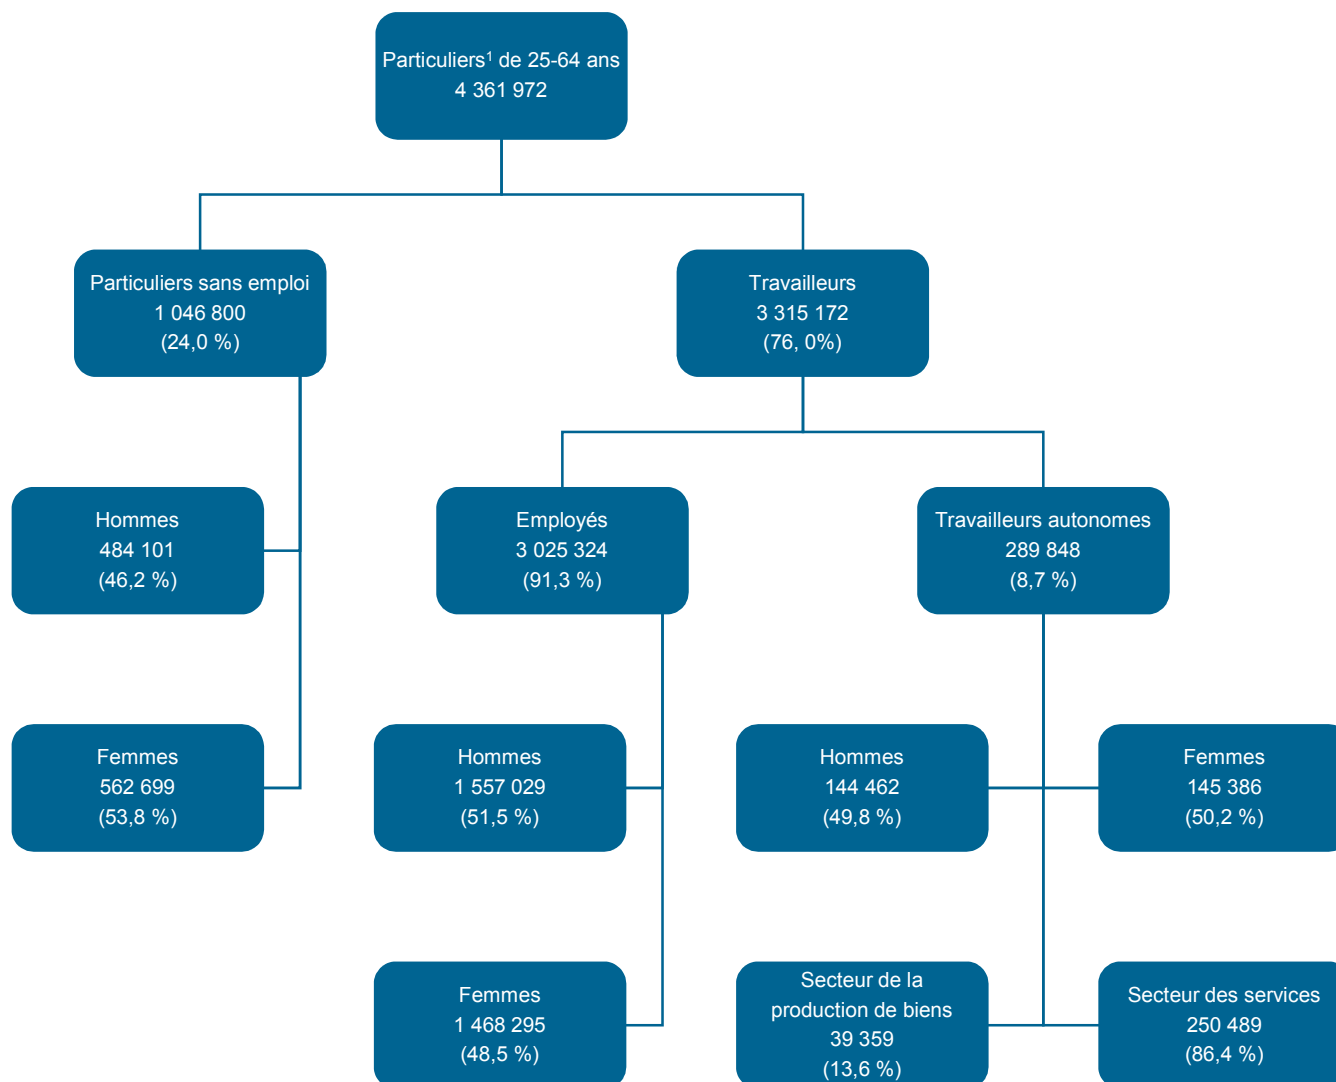 Particuliers¹ de 25-64 ans
4 361 972
Particuliers sans emploi
1 046 800
(24,0 %)
Travailleurs
3 315 172
(76, 0%)
Hommes
484 101
(46,2 %)
Employés
3 025 324
(91,3 %)
Travailleurs autonomes
289 848
(8,7 %)
Femmes
562 699
(53,8 %)
Hommes
1 557 029
(51,5 %)
Hommes
144 462
(49,8 %)
Femmes
145 386
(50,2 %)
Femmes
1 468 295
(48,5 %)
Secteur de la
production de biens
39 359
(13,6 %)
Secteur des services
250 489
(86,4 %)